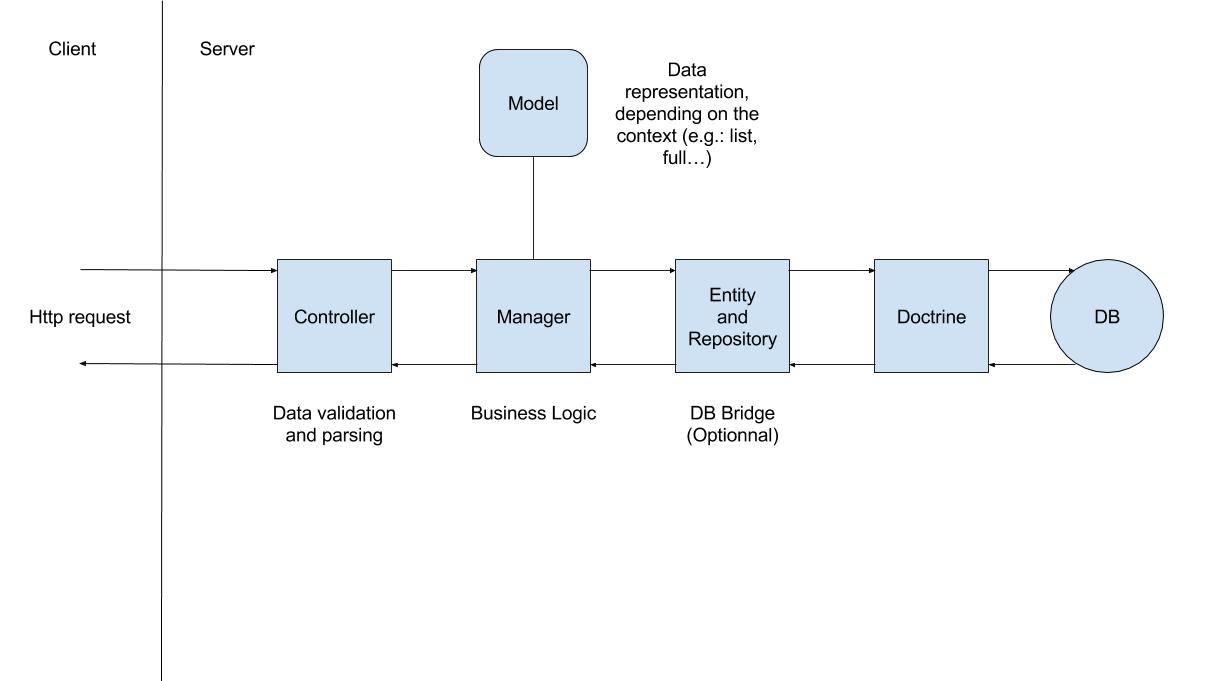 Client
Server
Model
Data
representation,
depending on the
context (e.g.: list,
full…)
Http request
Controller
Manager
Entity
and
Repository
Doctrine
DB
Data validation
and parsing
Business Logic
DB Bridge
(Optionnal)